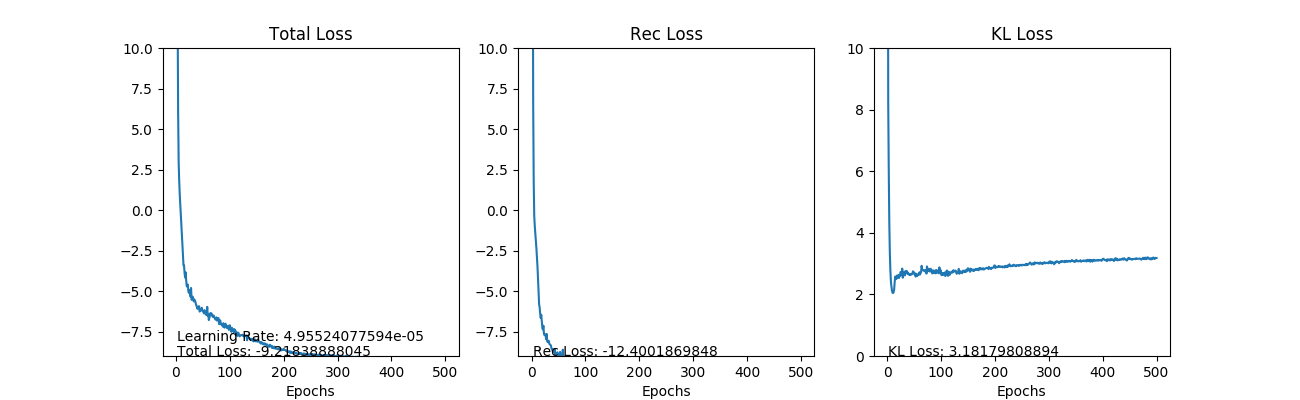 Total Loss
10.0
7.5
5.0
2.5
0.0
−2.5
−5.0
−7.5
Learning Rate: 4.95524077594e-05
Total Loss: -9.21838888045
0 100 200 300 400 500
Epochs
Rec Loss
10.0
7.5
5.0
2.5
0.0
−2.5
−5.0
−7.5
Rec Loss: -12.4001869848
0 100 200 300 400 500
Epochs
KL Loss
10
8
6
4
2
0
KL Loss: 3.18179808894
0 100 200 300 400 500
Epochs